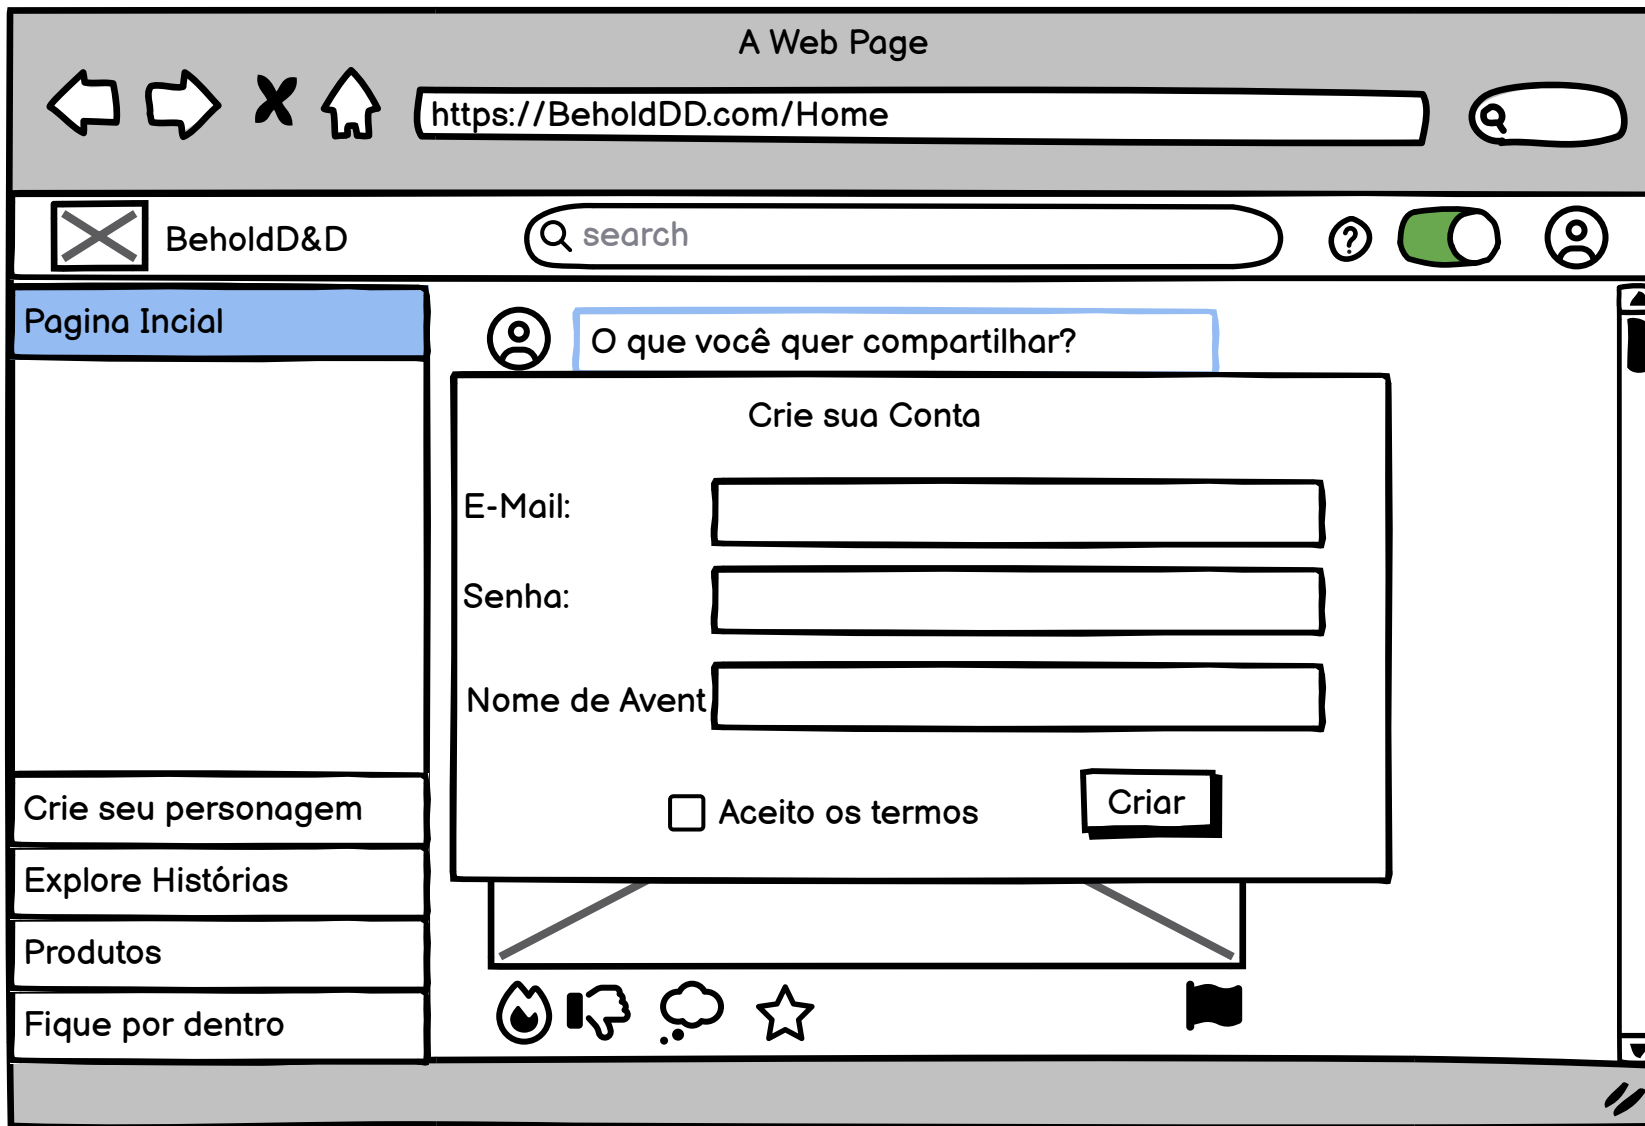 A Web Page
https://BeholdDD.com/Home
BeholdD&D
search
?
Pagina Incial
O que você quer compartilhar?
Crie sua Conta
E-Mail:
Senha:
Nome de Avent
Aceito os termos
Criar
Crie seu personagem
Explore Histórias
Produtos
Fique por dentro